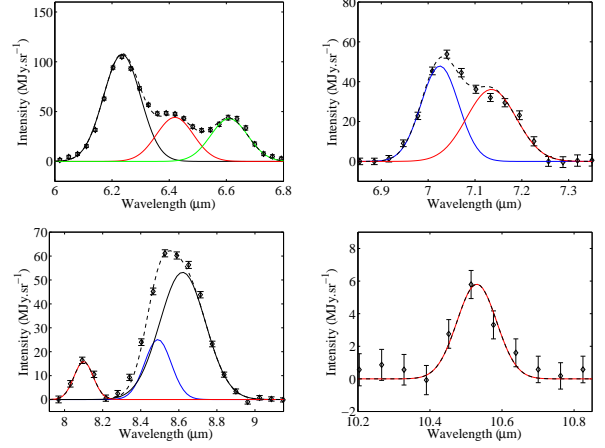 150
100
50
0
6 6.2 6.4 6.6 6.8
Intensity (MJy.sr⁻¹)
Wavelength (μm)
80
60
40
20
0
6.9 7 7.1 7.2 7.3
Intensity (MJy.sr⁻¹)
Wavelength (μm)
70
60
50
40
30
20
10
0
8 8.2 8.4 8.6 8.8 9
Intensity (MJy.sr⁻¹)
Wavelength (μm)
8
6
4
2
0
−2
10.2 10.4 10.6 10.8
Intensity (MJy.sr⁻¹)
Wavelength (μm)